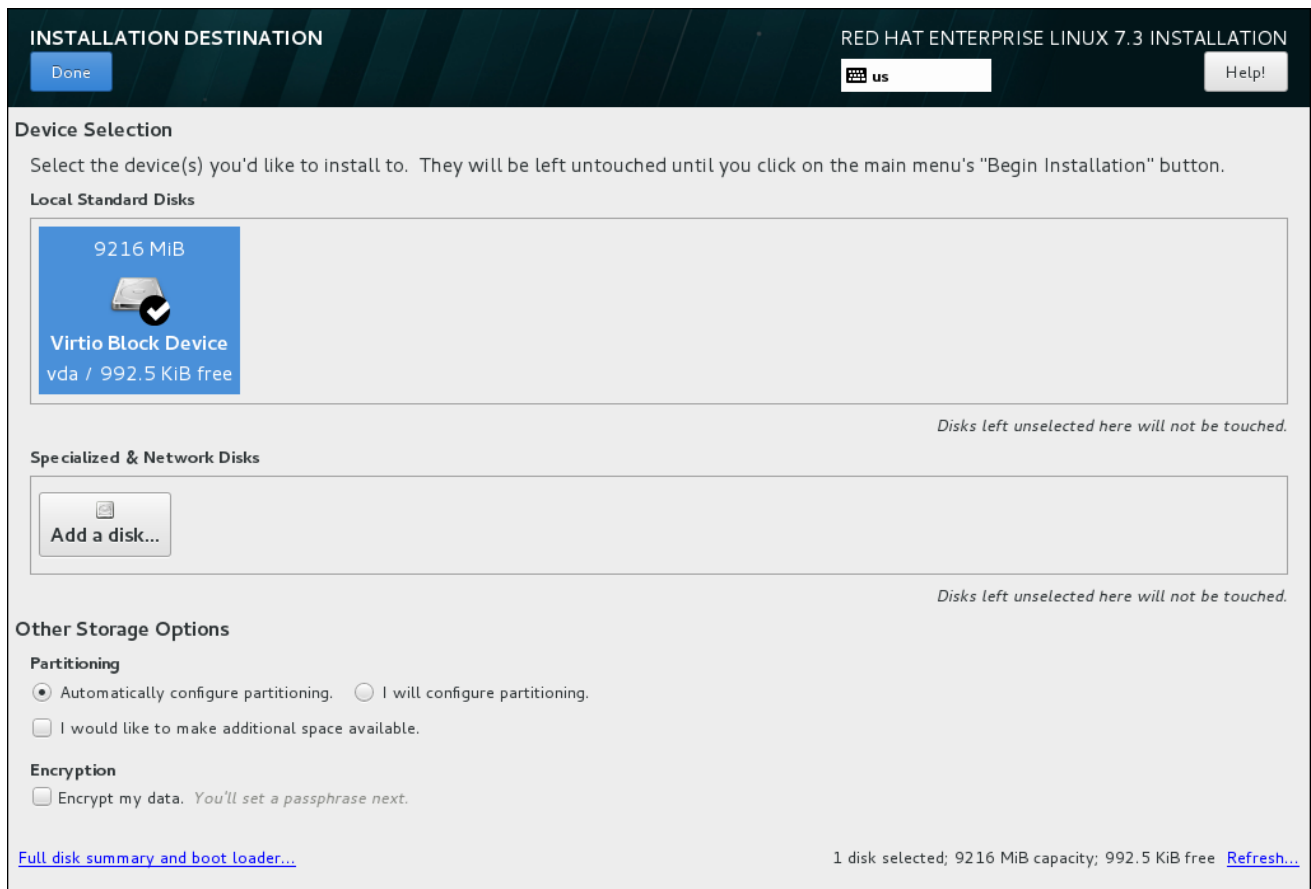 INSTALLATION DESTINATION
RED HAT ENTERPRISE LINUX 7.3 INSTALLATION
Done
us
Help!
Device Selection
Select the device(s) you'd like to install to. They will be left untouched until you click on the main menu's "Begin Installation" button.
Local Standard Disks
9216 MiB
Virtio Block Device
vda / 992.5 KiB free
Disks left unselected here will not be touched.
Specialized & Network Disks
Add a disk...
Disks left unselected here will not be touched.
Other Storage Options
Partitioning
Automatically configure partitioning. I will configure partitioning.
I would like to make additional space available.
Encryption
Encrypt my data. You'll set a passphrase next.
Full disk summary and boot loader... 1 disk selected; 9216 MiB capacity; 992.5 KiB free Refresh...